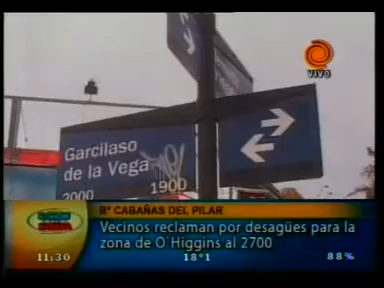 VIVO
Garcilaso
de la Vega
2000
1900
Bº CABAÑAS DEL PILAR
Vecinos reclaman por desagües para la
zona de O`Higgins al 2700
11:30
18°1
88%